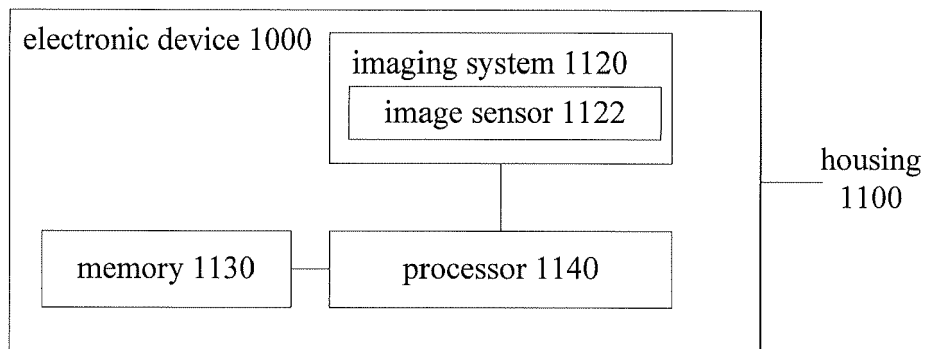 electronic device 1000
imaging system 1120
image sensor 1122
housing
1100
memory 1130
processor 1140